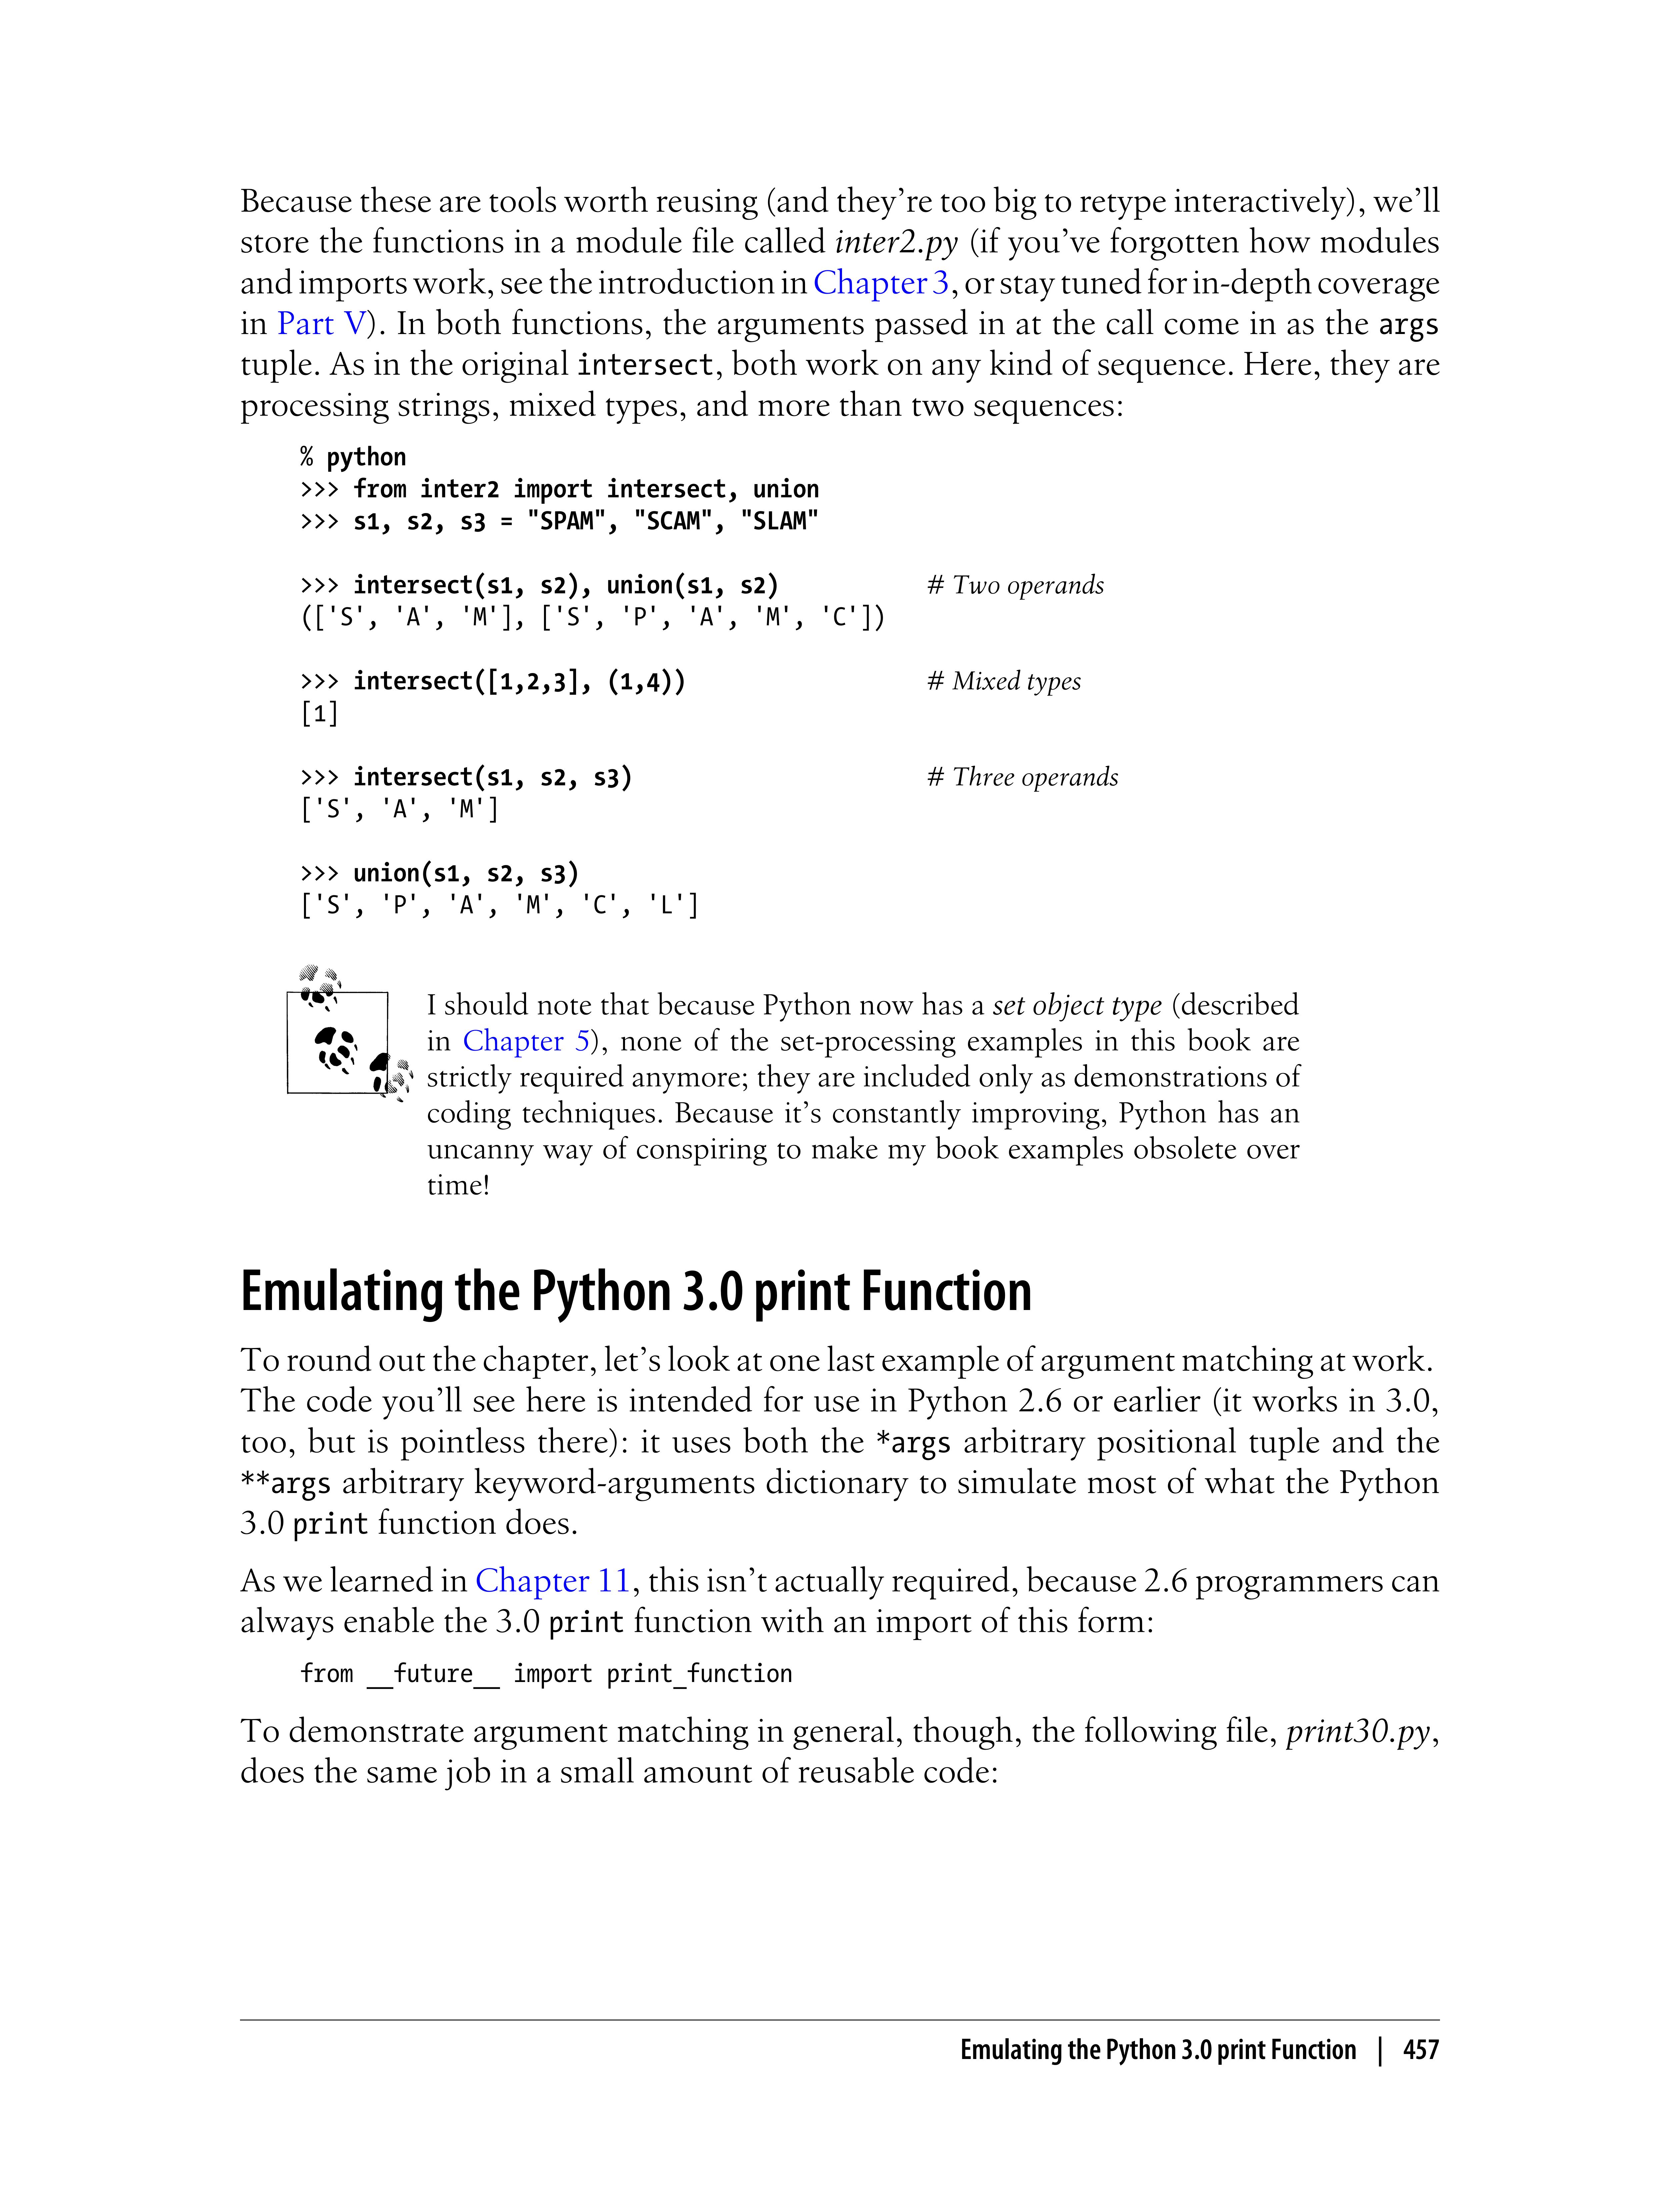 Because these are tools worth reusing (and they’re too big to retype interactively), we’ll
store the functions in a module file called inter2.py (if you’ve forgotten how modules
and imports work, see the introduction in Chapter 3, or stay tuned for in-depth coverage
in Part V). In both functions, the arguments passed in at the call come in as the args
tuple. As in the original intersect, both work on any kind of sequence. Here, they are
processing strings, mixed types, and more than two sequences:
% python
>>> from inter2 import intersect, union
>>> s1, s2, s3 = "SPAM", "SCAM", "SLAM"
>>> intersect(s1, s2), union(s1, s2) # Two operands
(['S', 'A', 'M'], ['S', 'P', 'A', 'M', 'C'])
>>> intersect([1,2,3], (1,4)) # Mixed types
[1]
>>> intersect(s1, s2, s3) # Three operands
['S', 'A', 'M']
>>> union(s1, s2, s3)
['S', 'P', 'A', 'M', 'C', 'L']
I should note that because Python now has a set object type (described
in Chapter 5), none of the set-processing examples in this book are
strictly required anymore; they are included only as demonstrations of
coding techniques. Because it’s constantly improving, Python has an
uncanny way of conspiring to make my book examples obsolete over
time!
Emulating the Python 3.0 print Function
To round out the chapter, let’s look at one last example of argument matching at work.
The code you’ll see here is intended for use in Python 2.6 or earlier (it works in 3.0,
too, but is pointless there): it uses both the *args arbitrary positional tuple and the
**args arbitrary keyword-arguments dictionary to simulate most of what the Python
3.0 print function does.
As we learned in Chapter 11, this isn’t actually required, because 2.6 programmers can
always enable the 3.0 print function with an import of this form:
from __future__ import print_function
To demonstrate argument matching in general, though, the following file, print30.py,
does the same job in a small amount of reusable code:
Emulating the Python 3.0 print Function | 457